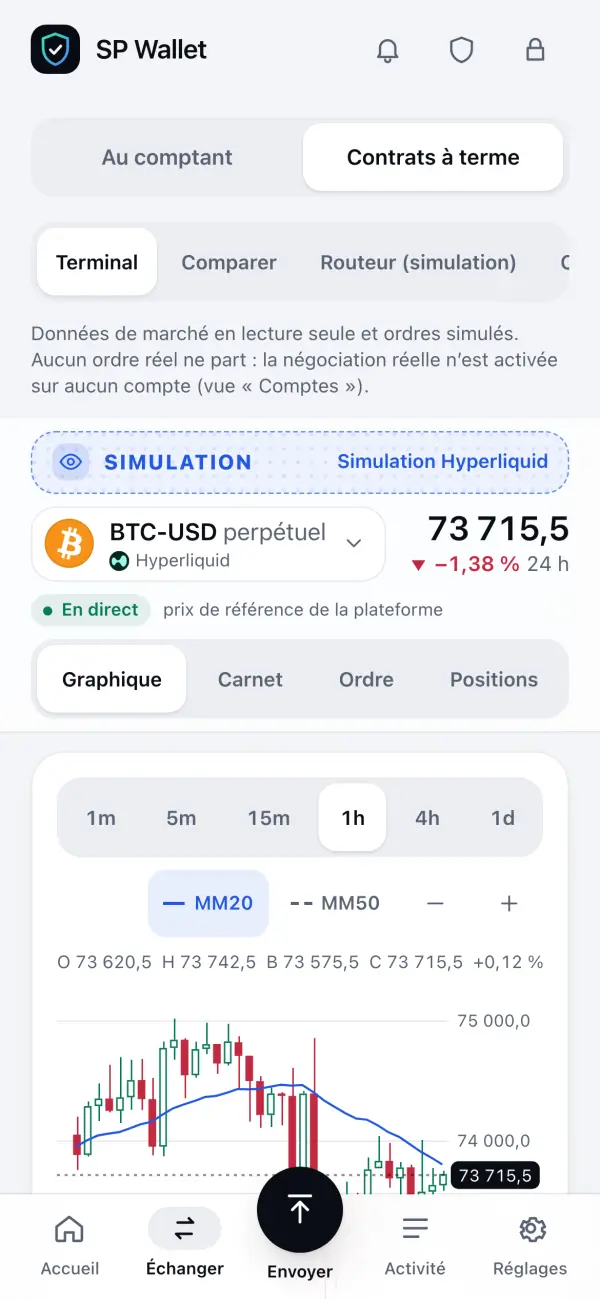 SP Wallet
Au comptant
Contrats à terme
Terminal
Comparer
Routeur (simulation)
Données de marché en lecture seule et ordres simulés.
Aucun ordre réel ne part : la négociation réelle n’est activée
sur aucun compte (vue « Comptes »).
SIMULATION
Simulation Hyperliquid
BTC-USD perpétuel
Hyperliquid
73 715,5
▼ −1,38 % 24 h
En direct
prix de référence de la plateforme
Graphique
Carnet
Ordre
Positions
1m
5m
15m
1h
4h
1d
MM20
MM50
−
+
O 73 620,5 H 73 742,5 B 73 575,5 C 73 715,5 +0,12 %
75 000,0
74 000,0
73 715,5
Accueil
Échanger
Envoyer
Activité
Réglages